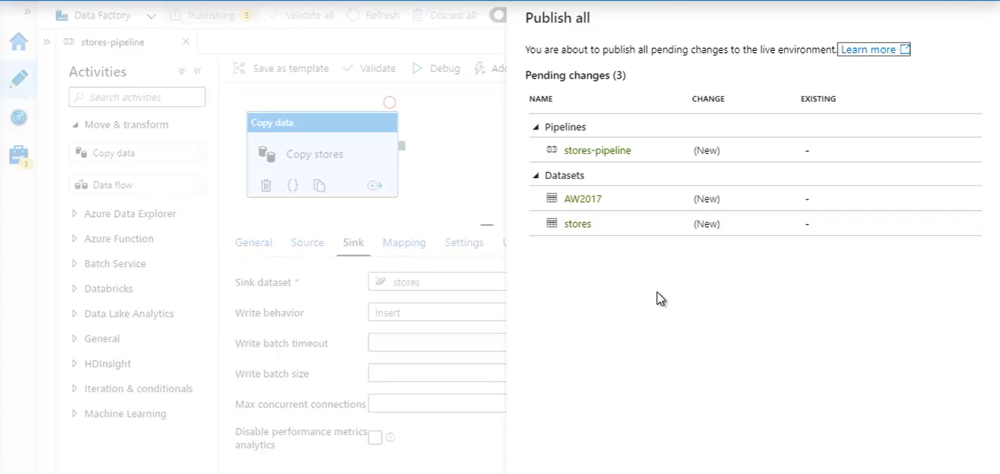 Data Factory
Publishing 3
Validate all
Refresh
Discard all
stores-pipeline
Activities
Search activities
Move & transform
Copy data
Data flow
Azure Data Explorer
Azure Function
Batch Service
Databricks
Data Lake Analytics
General
HDInsight
Iteration & conditionals
Machine Learning
3
Save as template
Validate
Debug
Add
Copy data
Copy stores
General
Source
Sink
Mapping
Settings
Sink dataset *
stores
Write behavior
Insert
Write batch timeout
Write batch size
Max concurrent connections
Disable performance metrics
analytics
Publish all
You are about to publish all pending changes to the live environment. Learn more
Pending changes (3)
NAME CHANGE EXISTING
Pipelines
stores-pipeline (New) -
Datasets
AW2017 (New) -
stores (New) -